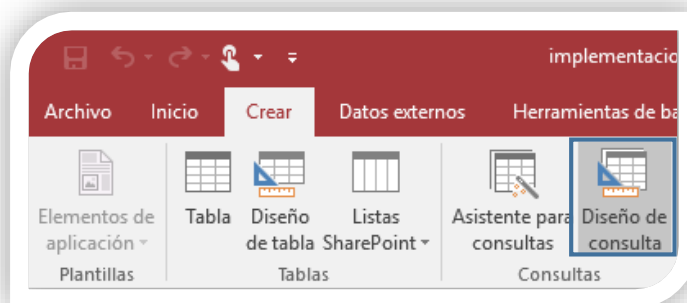 implementacio
Archivo Inicio Crear Datos externos Herramientas de ba
Elementos de aplicación
Tabla
Diseño de tabla
Listas SharePoint
Asistente para consultas
Diseño de consulta
Plantillas Tablas Consultas